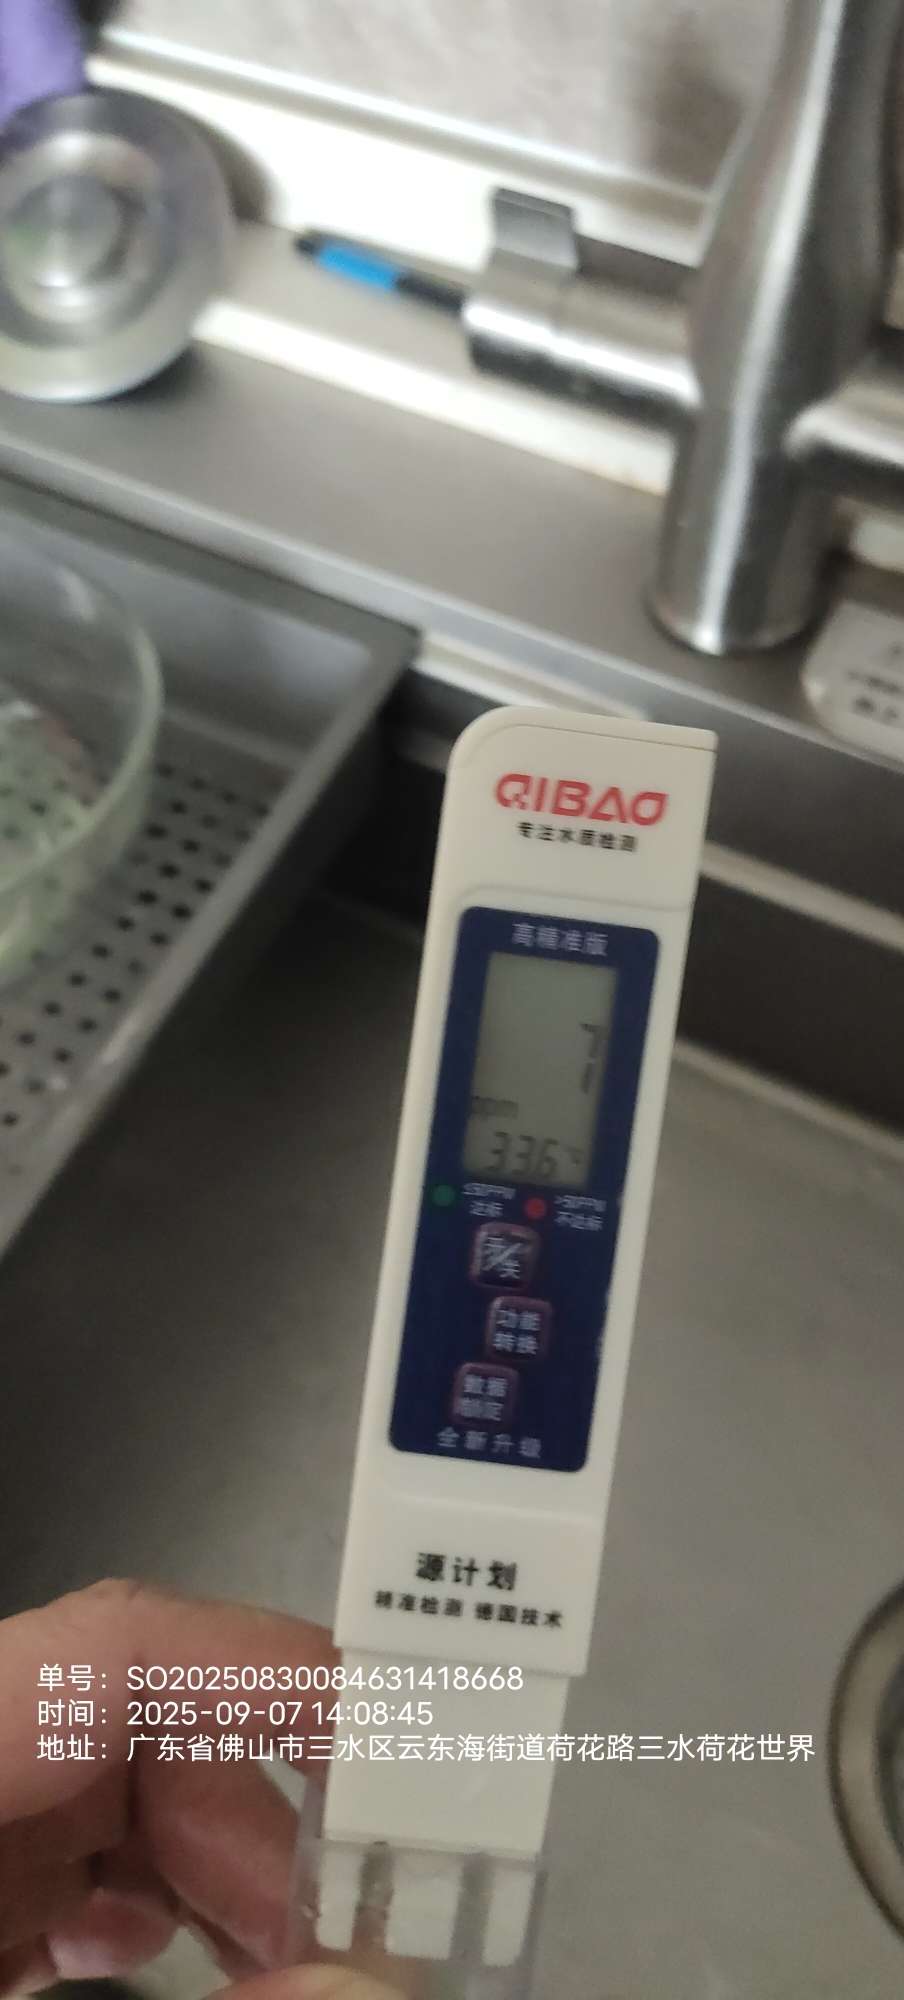 QIBAO
专注水质检测
高精准版
7
ppm
33.6℃
≤50PPM
达标
>50PPM
不达标
开/关
功能
转换
数据
锁定
全新升级
源计划
精准检测 德国技术
单号：SO20250830084631418668
时间：2025-09-07 14:08:45
地址：广东省佛山市三水区云东海街道荷花路三水荷花世界